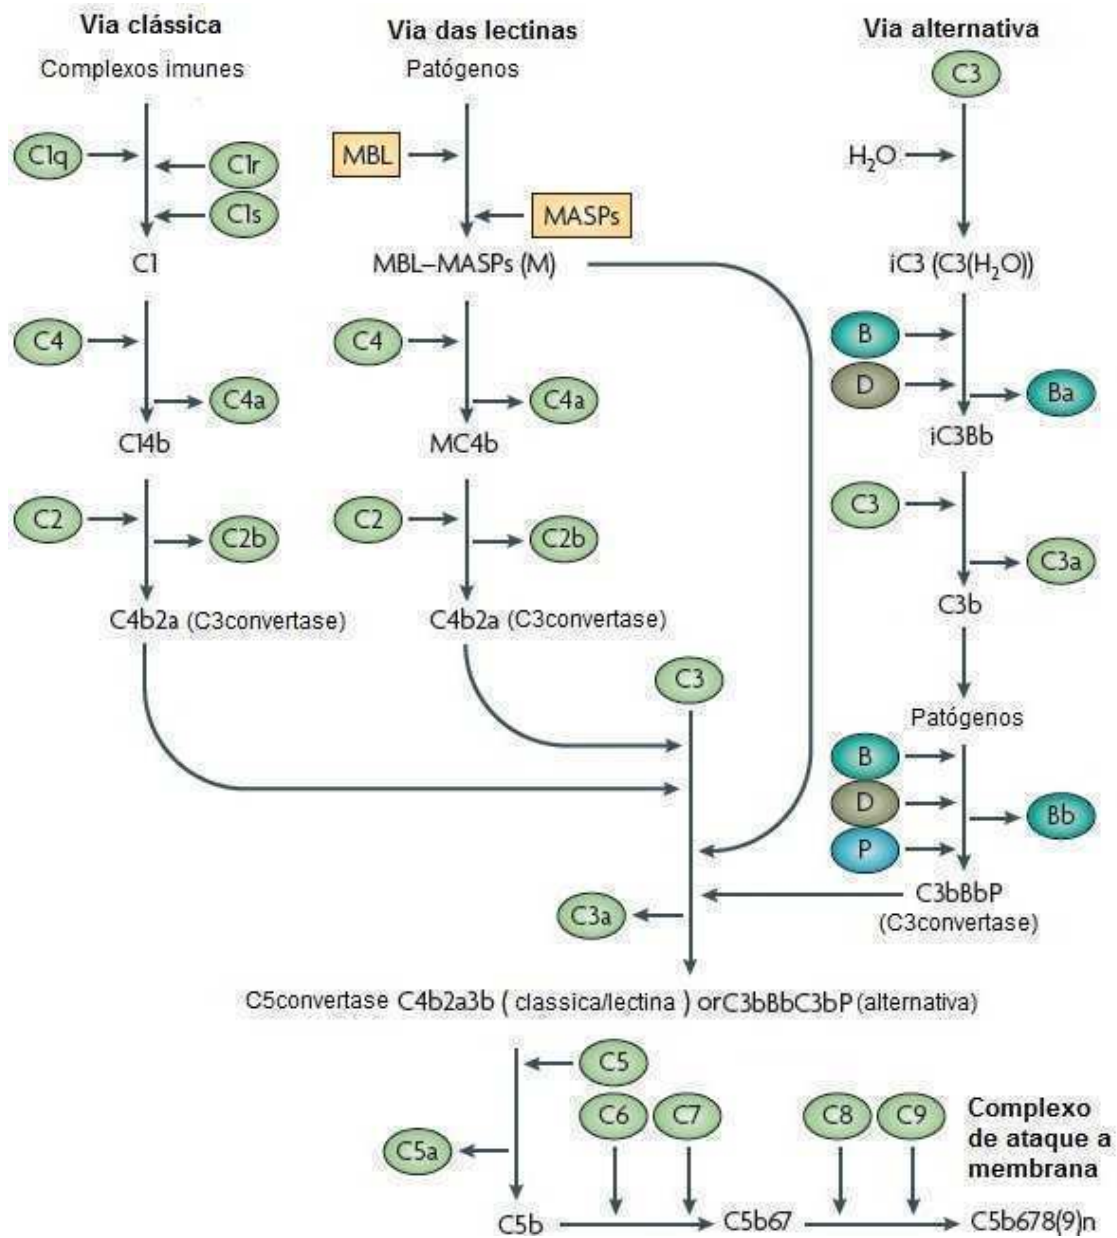 Via clássica
Complexos imunes
C1q
C1r
C1s
C1
C4
C4a
C14b
C2
C2b
C4b2a (C3convertase)
Via das lectinas
Patógenos
MBL
MASPs
MBL–MASPs (M)
C4
C4a
MC4b
C2
C2b
C4b2a (C3convertase)
Via alternativa
C3
H₂O
iC3 (C3(H₂O))
B
D
Ba
iC3Bb
C3
C3a
C3b
Patógenos
B
D
P
Bb
C3bBbP
(C3convertase)
C3
C3a
C5convertase C4b2a3b ( classica/lectina ) orC3bBbC3bP (alternativa)
C5
C6
C7
C8
C9
Complexo
de ataque a
membrana
C5a
C5b
C5b67
C5b678(9)n